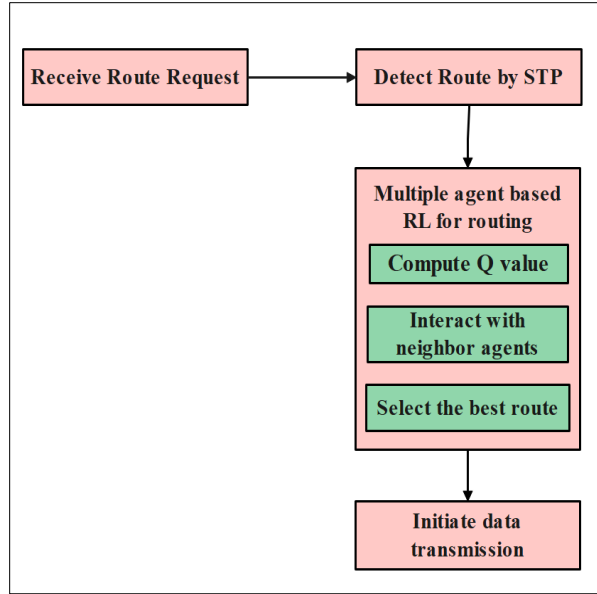 Receive Route Request
Detect Route by STP
Multiple agent based
RL for routing
Compute Q value
Interact with
neighbor agents
Select the best route
Initiate data
transmission